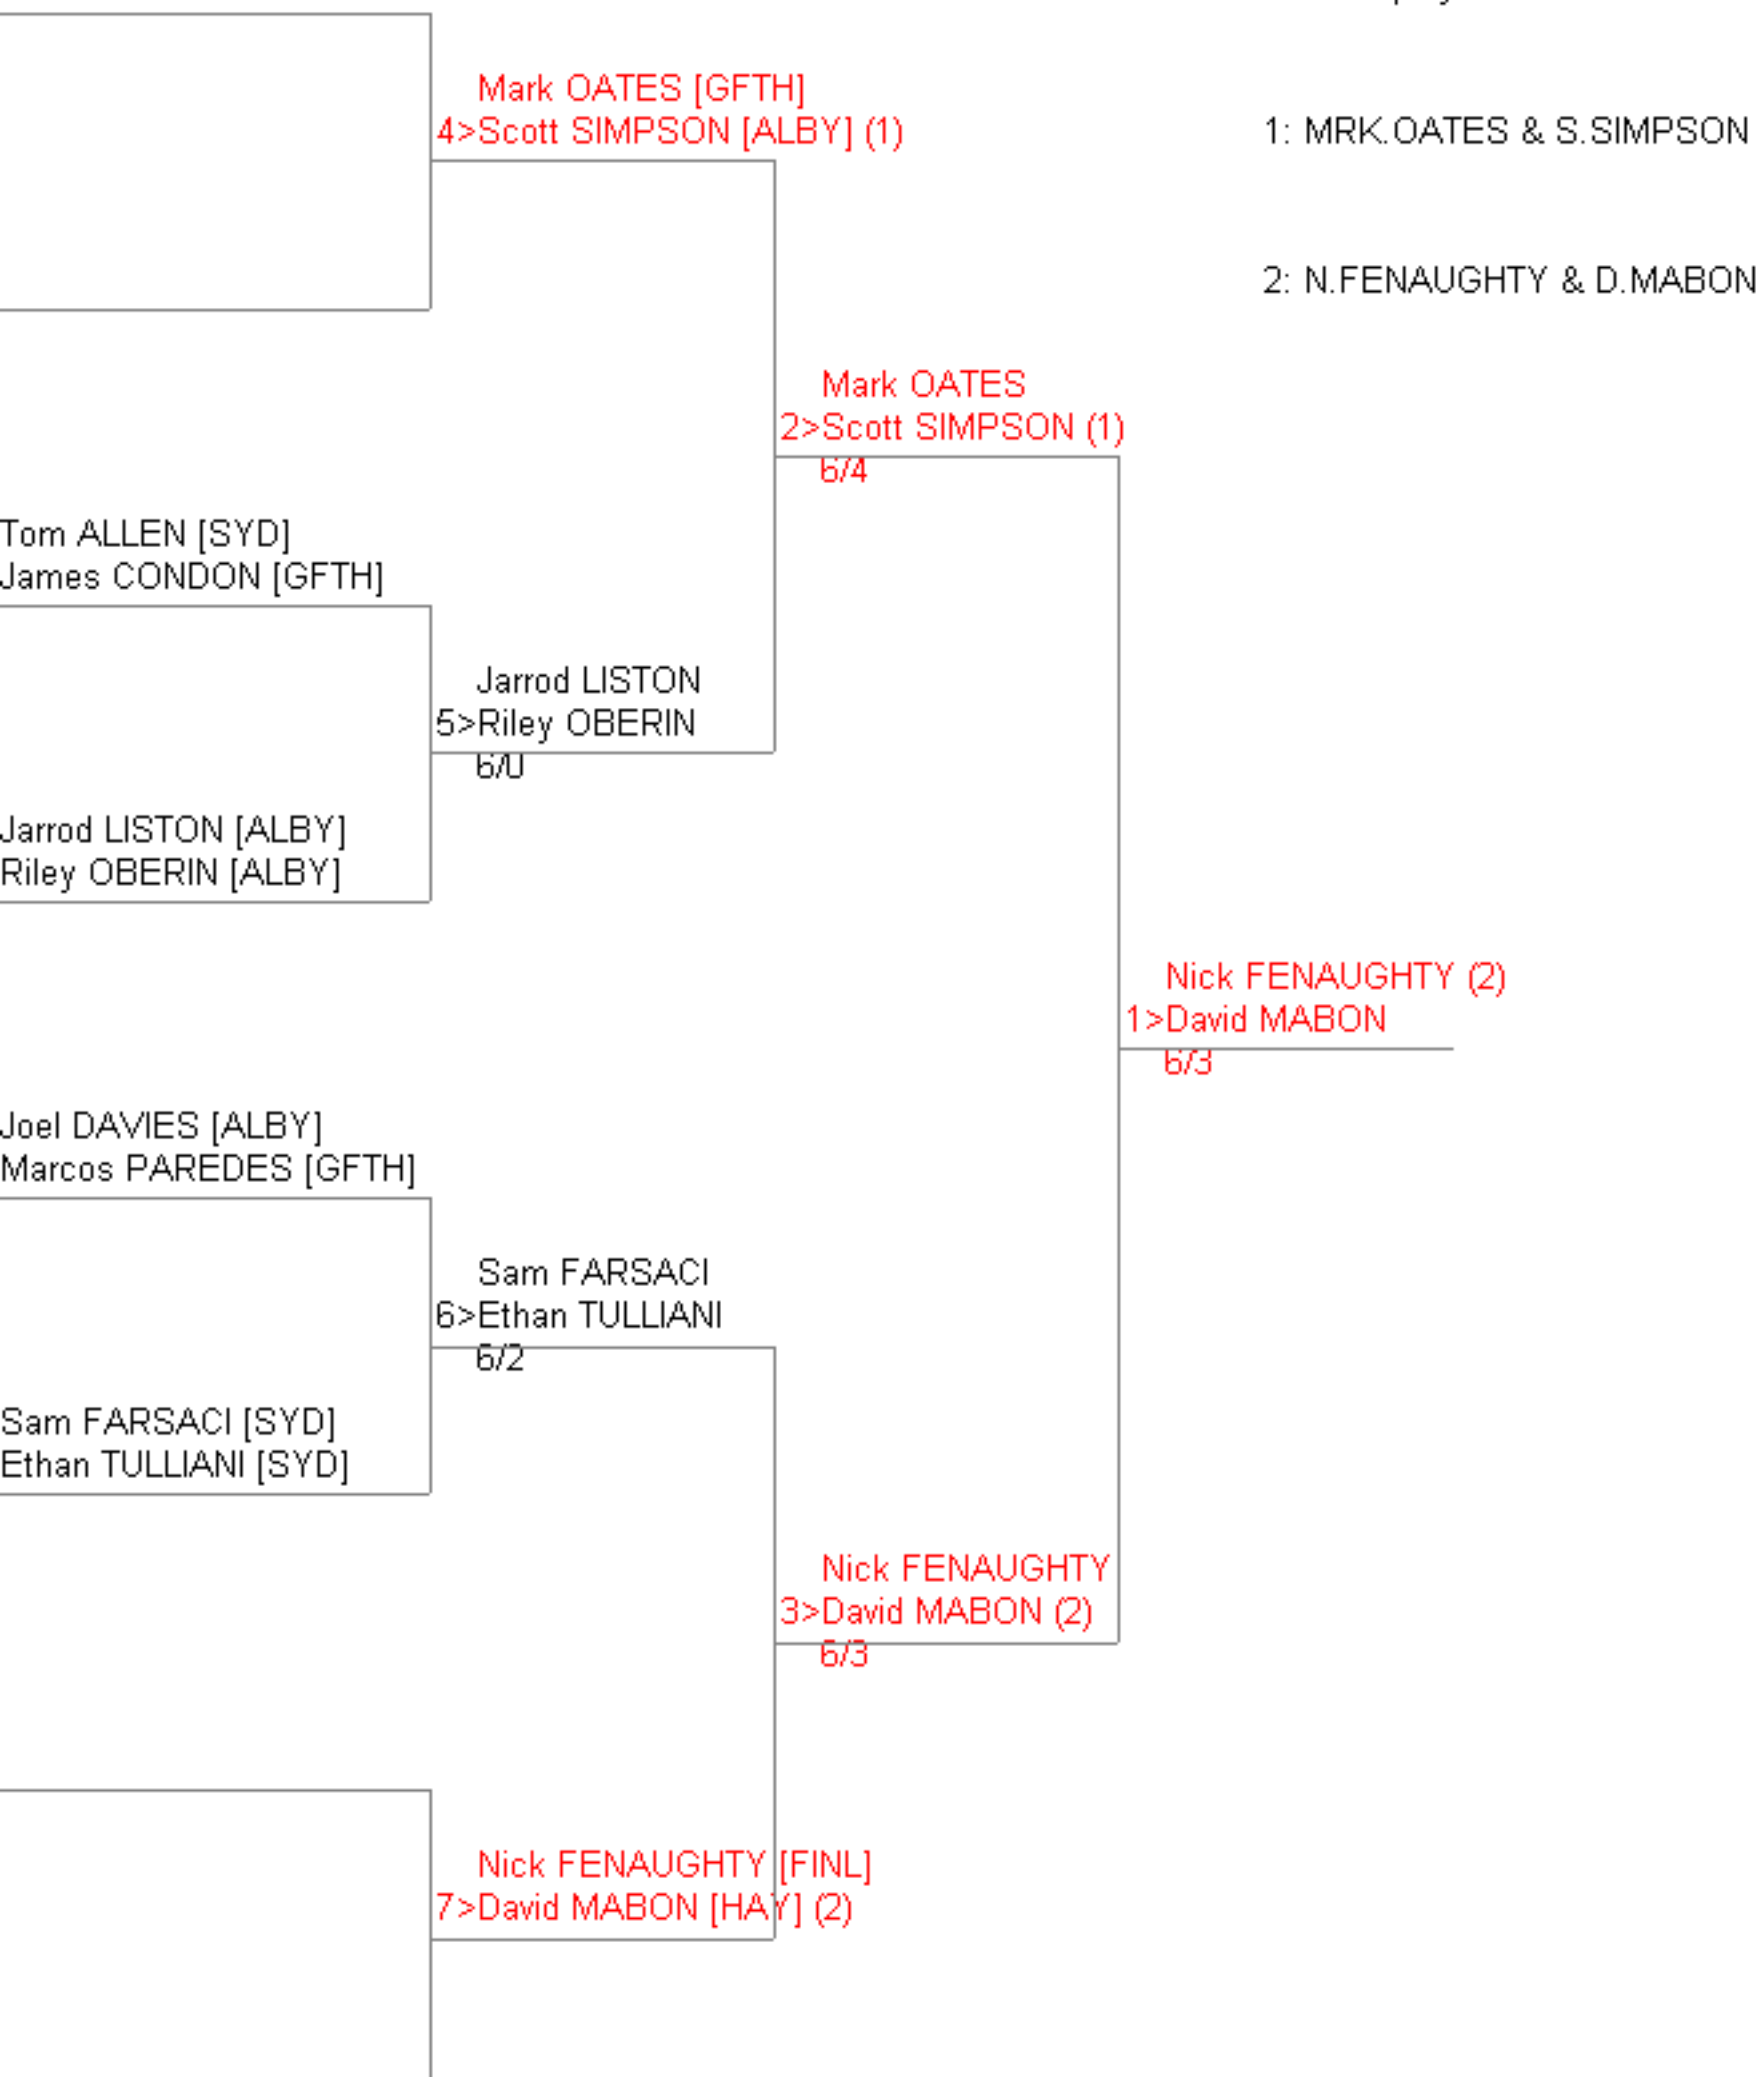 Mark OATES [GFTH]
4>Scott SIMPSON [ALBY] (1)
1: MRK.OATES & S.SIMPSON
2: N.FENAUGHTY & D.MABON
Mark OATES
2>Scott SIMPSON (1)
6/4
Tom ALLEN [SYD]
James CONDON [GFTH]
Jarrod LISTON
5>Riley OBERIN
6/0
Jarrod LISTON [ALBY]
Riley OBERIN [ALBY]
Nick FENAUGHTY (2)
1>David MABON
6/3
Joel DAVIES [ALBY]
Marcos PAREDES [GFTH]
Sam FARSACI
6>Ethan TULLIANI
6/2
Sam FARSACI [SYD]
Ethan TULLIANI [SYD]
Nick FENAUGHTY
3>David MABON (2)
6/3
Nick FENAUGHTY [FINL]
7>David MABON [HAY] (2)